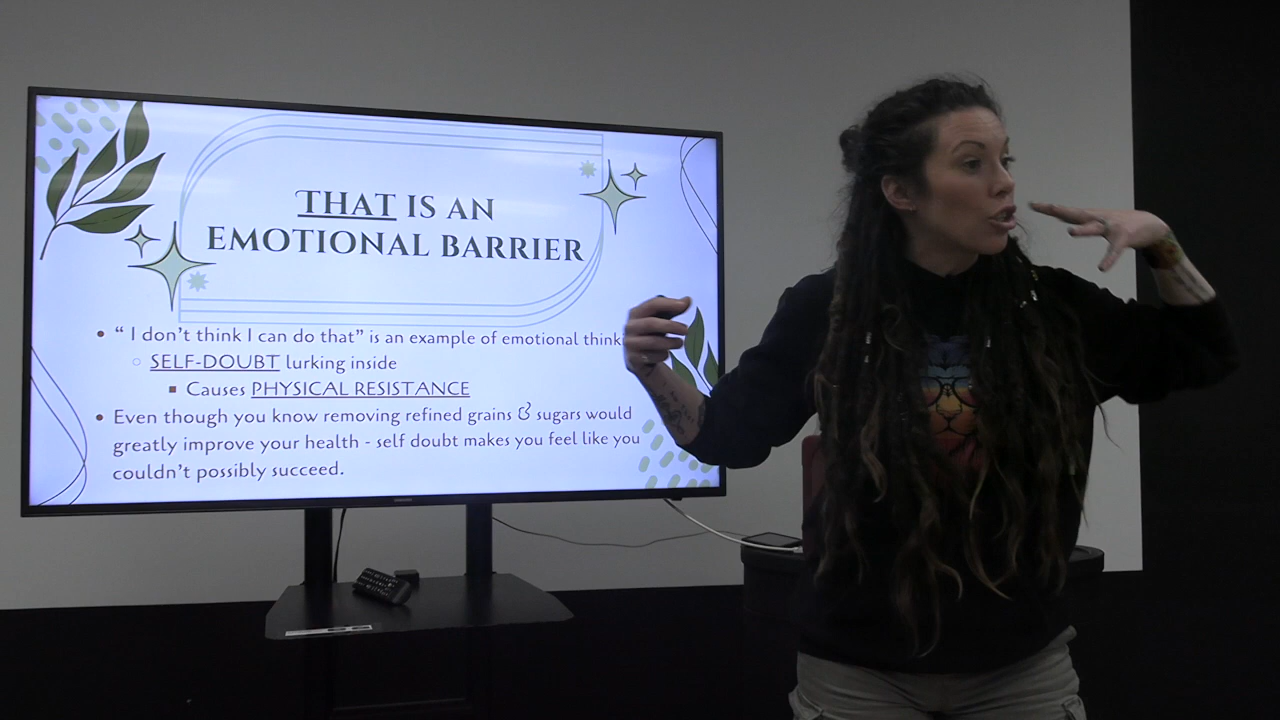 THAT IS AN
EMOTIONAL BARRIER
• “ I don't think I can do that” is an example of emotional think
○ SELF-DOUBT lurking inside
▪ Causes PHYSICAL RESISTANCE
• Even though you know removing refined grains & sugars would
greatly improve your health - self doubt makes you feel like you
couldn't possibly succeed.
SAMSUNG